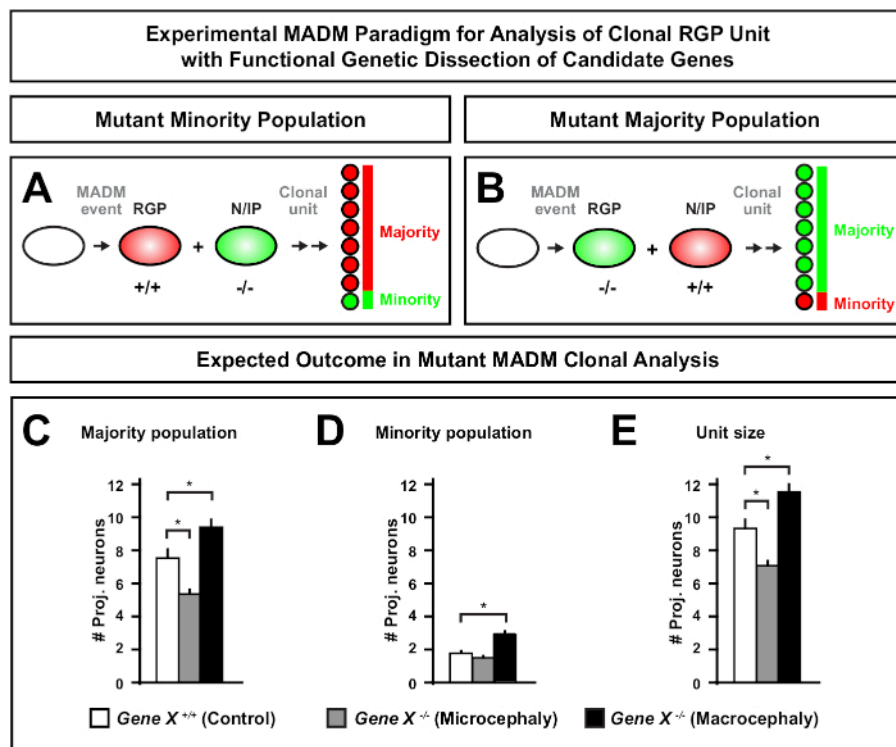 Experimental MADM Paradigm for Analysis of Clonal RGP Unit
with Functional Genetic Dissection of Candidate Genes
Mutant Minority Population
Mutant Majority Population
A
MADM
event
RGP
N/IP
Clonal
unit
+
+/+
-/-
Majority
Minority
B
MADM
event
RGP
N/IP
Clonal
unit
+
-/-
+/+
Majority
Minority
Expected Outcome in Mutant MADM Clonal Analysis
C
Majority population
# Proj. neurons
12
10
8
6
4
2
0
*
*
D
Minority population
# Proj. neurons
12
10
8
6
4
2
0
*
E
Unit size
# Proj. neurons
12
10
8
6
4
2
0
*
*
Gene X +/+ (Control)
Gene X -/- (Microcephaly)
Gene X -/- (Macrocephaly)